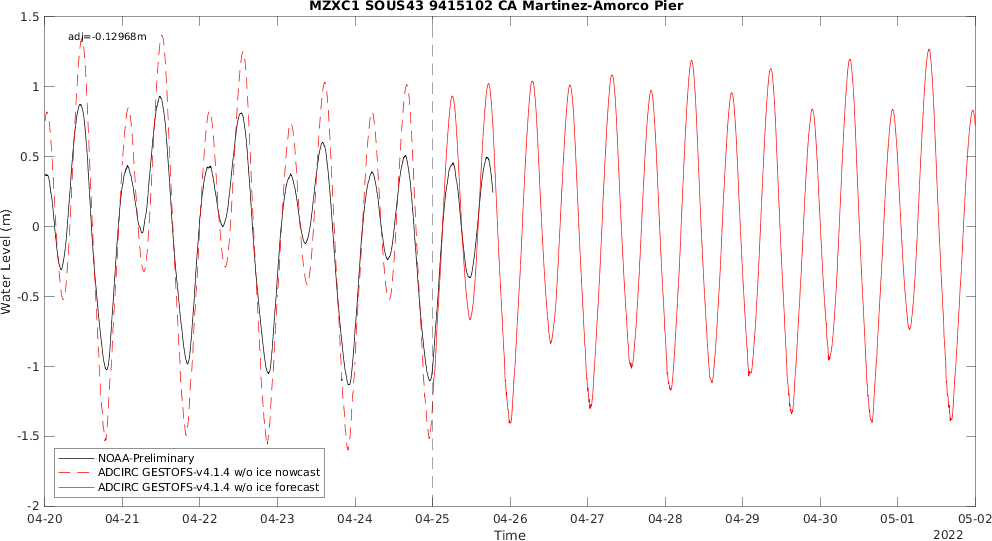 MZXC1 SOUS43 9415102 CA Martinez-Amorco Pier
adj=-0.12968m
1.5
1
0.5
0
-0.5
-1
-1.5
-2
Water Level (m)
NOAA-Preliminary
ADCIRC GESTOFS-v4.1.4 w/o ice nowcast
ADCIRC GESTOFS-v4.1.4 w/o ice forecast
04-20 04-21 04-22 04-23 04-24 04-25 04-26 04-27 04-28 04-29 04-30 05-01 05-02
Time
2022